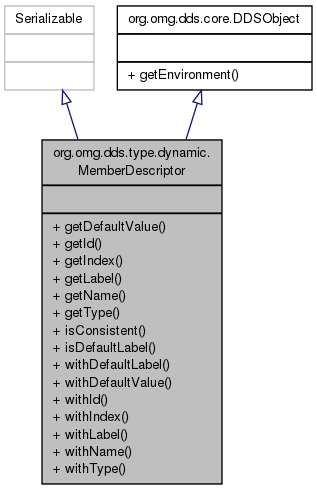 Serializable
org.omg.dds.core.DDSObject
+ getEnvironment()
org.omg.dds.type.dynamic.
MemberDescriptor
+ getDefaultValue()
+ getId()
+ getIndex()
+ getLabel()
+ getName()
+ getType()
+ isConsistent()
+ isDefaultLabel()
+ withDefaultLabel()
+ withDefaultValue()
+ withId()
+ withIndex()
+ withLabel()
+ withName()
+ withType()